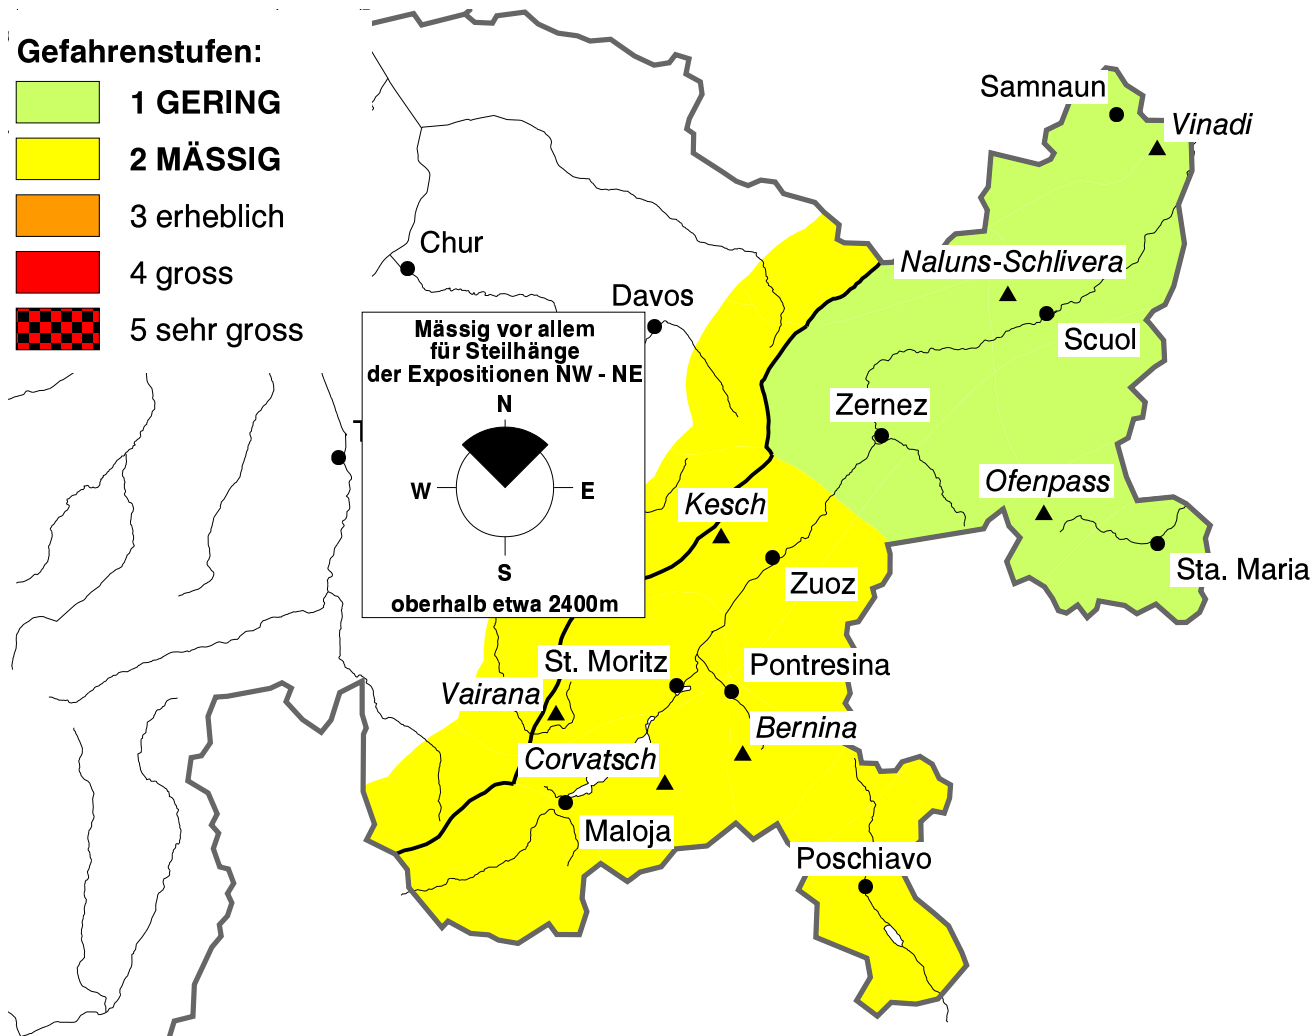 Gefahrenstufen:
1 GERING
2 MÄSSIG
3 erheblich
4 gross
5 sehr gross
Samnaun
Vinadi
Chur
Naluns-Schlivera
Davos
Scuol
Mässig vor allem
für Steilhänge
der Expositionen NW - NE
N
W
E
S
oberhalb etwa 2400m
Zernez
Ofenpass
Kesch
Sta. Maria
Zuoz
St. Moritz
Pontresina
Vairana
Bernina
Corvatsch
Maloja
Poschiavo